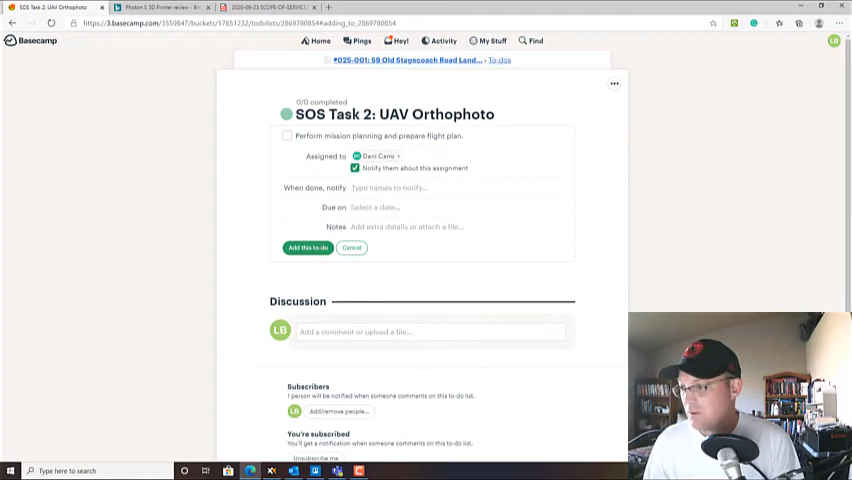 SOS Task 2: UAV Orthophoto
Photon S 3D Printer review - B
2020-06-23 SCOPE-OF-SERVICE
https://3.basecamp.com/3559847/buckets/17651232/todolists/2869780854#adding_to_2869780854
Basecamp
Home
Pings
Hey!
Activity
My Stuff
Find
LB
#025-001: 59 Old Stagecoach Road Land... › To-dos
0/0 completed
SOS Task 2: UAV Orthophoto
Perform mission planning and prepare flight plan.
Assigned to
Dani Cano ×
Notify them about this assignment
When done, notify Type names to notify...
Due on Select a date...
Notes Add extra details or attach a file...
Add this to-do
Cancel
Discussion
LB
Add a comment or upload a file...
Subscribers
1 person will be notified when someone comments on this to-do list.
LB
Add/remove people...
You're subscribed
You'll get a notification when someone comments on this to-do list.
Unsubscribe me
Type here to search